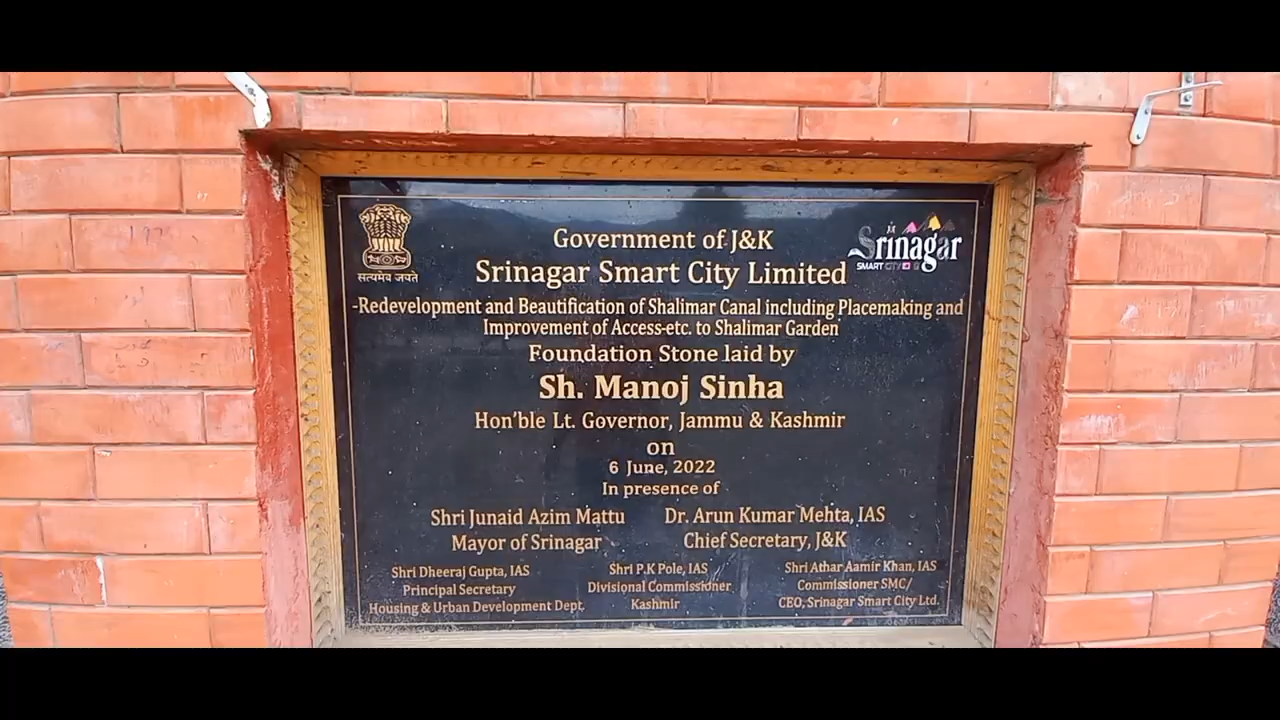 सत्यमेव जयते
Srinagar
SMART CITY
Government of J&K
Srinagar Smart City Limited
-Redevelopment and Beautification of Shalimar Canal including Placemaking and
Improvement of Access-etc. to Shalimar Garden
Foundation Stone laid by
Sh. Manoj Sinha
Hon'ble Lt. Governor, Jammu & Kashmir
on
6 June, 2022
In presence of
Shri Junaid Azim Mattu
Mayor of Srinagar
Dr. Arun Kumar Mehta, IAS
Chief Secretary, J&K
Shri Dheeraj Gupta, IAS
Principal Secretary
Housing & Urban Development Dept.
Shri P.K Pole, IAS
Divisional Commissioner
Kashmir
Shri Athar Aamir Khan, IAS
Commissioner SMC/
CEO, Srinagar Smart City Ltd.